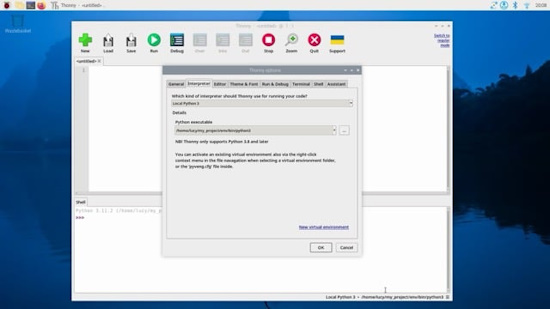 20:08
Wastebasket
Thonny - <untitled> @ 1 : 1
New Load Save Run Debug Over Into Out Stop Zoom Quit Support
Switch to
regular
mode
<untitled> ×
Thonny options
General Interpreter Editor Theme & Font Run & Debug Terminal Shell Assistant
Which kind of interpreter should Thonny use for running your code?
Local Python 3
Details
Python executable
/home/lucy/my_project/env/bin/python3
...
NB! Thonny only supports Python 3.8 and later
You can activate an existing virtual environment also via the right-click
context menu in the file navigation when selecting a virtual environment folder,
or the 'pyvenv.cfg' file inside.
New virtual environment
OK Cancel
Shell
Python 3.11.2 (/home/lucy/my_p
>>>
Local Python 3 • /home/lucy/my_project/env/bin/python3 ≡